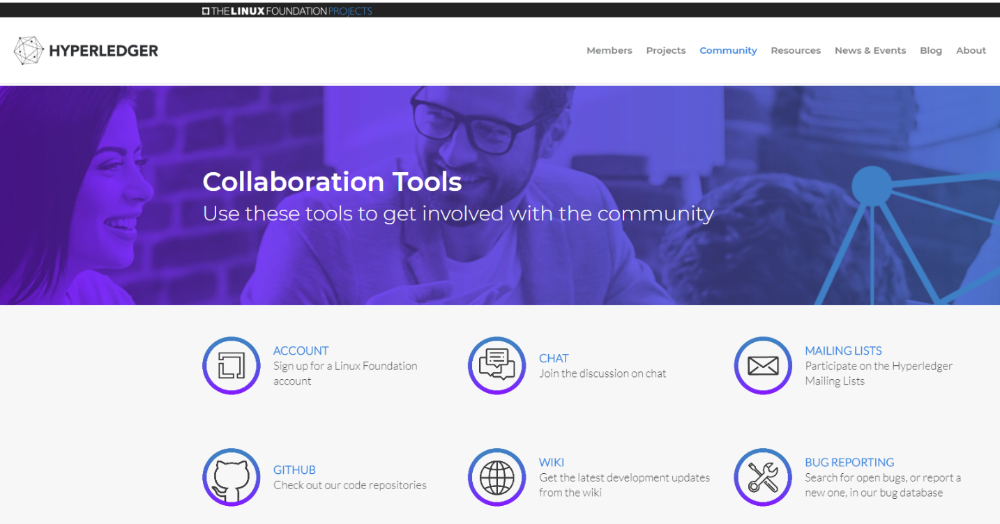 THE LINUX FOUNDATION PROJECTS
HYPERLEDGER
Members Projects Community Resources News & Events Blog About
Collaboration Tools
Use these tools to get involved with the community
ACCOUNT
Sign up for a Linux Foundation
account
CHAT
Join the discussion on chat
MAILING LISTS
Participate on the Hyperledger
Mailing Lists
GITHUB
Check out our code repositories
WIKI
Get the latest development updates
from the wiki
BUG REPORTING
Search for open bugs, or report a
new one, in our bug database